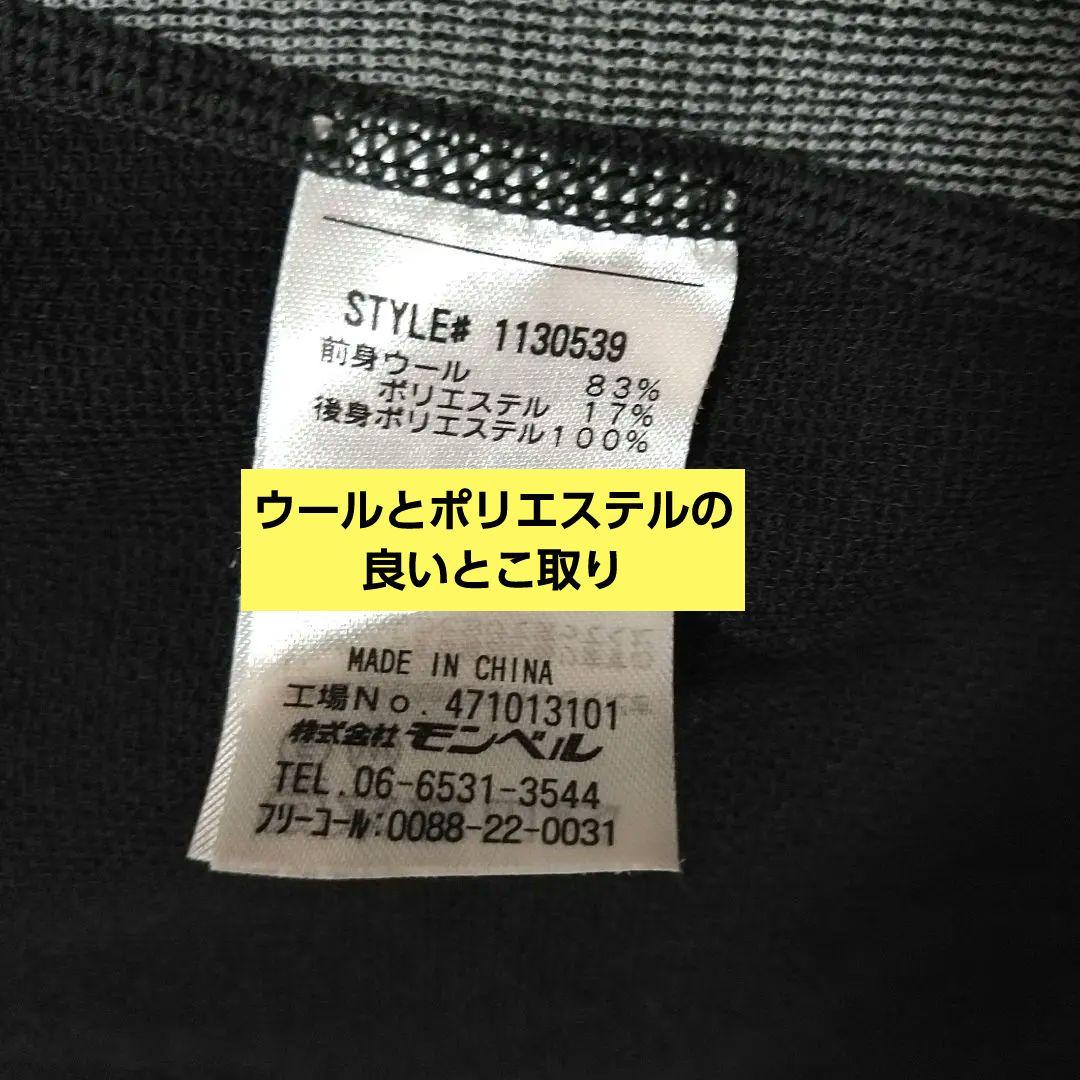 STYLE# 1130539
前身ウール 83%
ポリエステル 17%
後身ポリエステル100%
ウールとポリエステルの
良いとこ取り
MADE IN CHINA
工場No. 471013101
株式会社モンベル
TEL.06-6531-3544
フリーコール:0088-22-0031